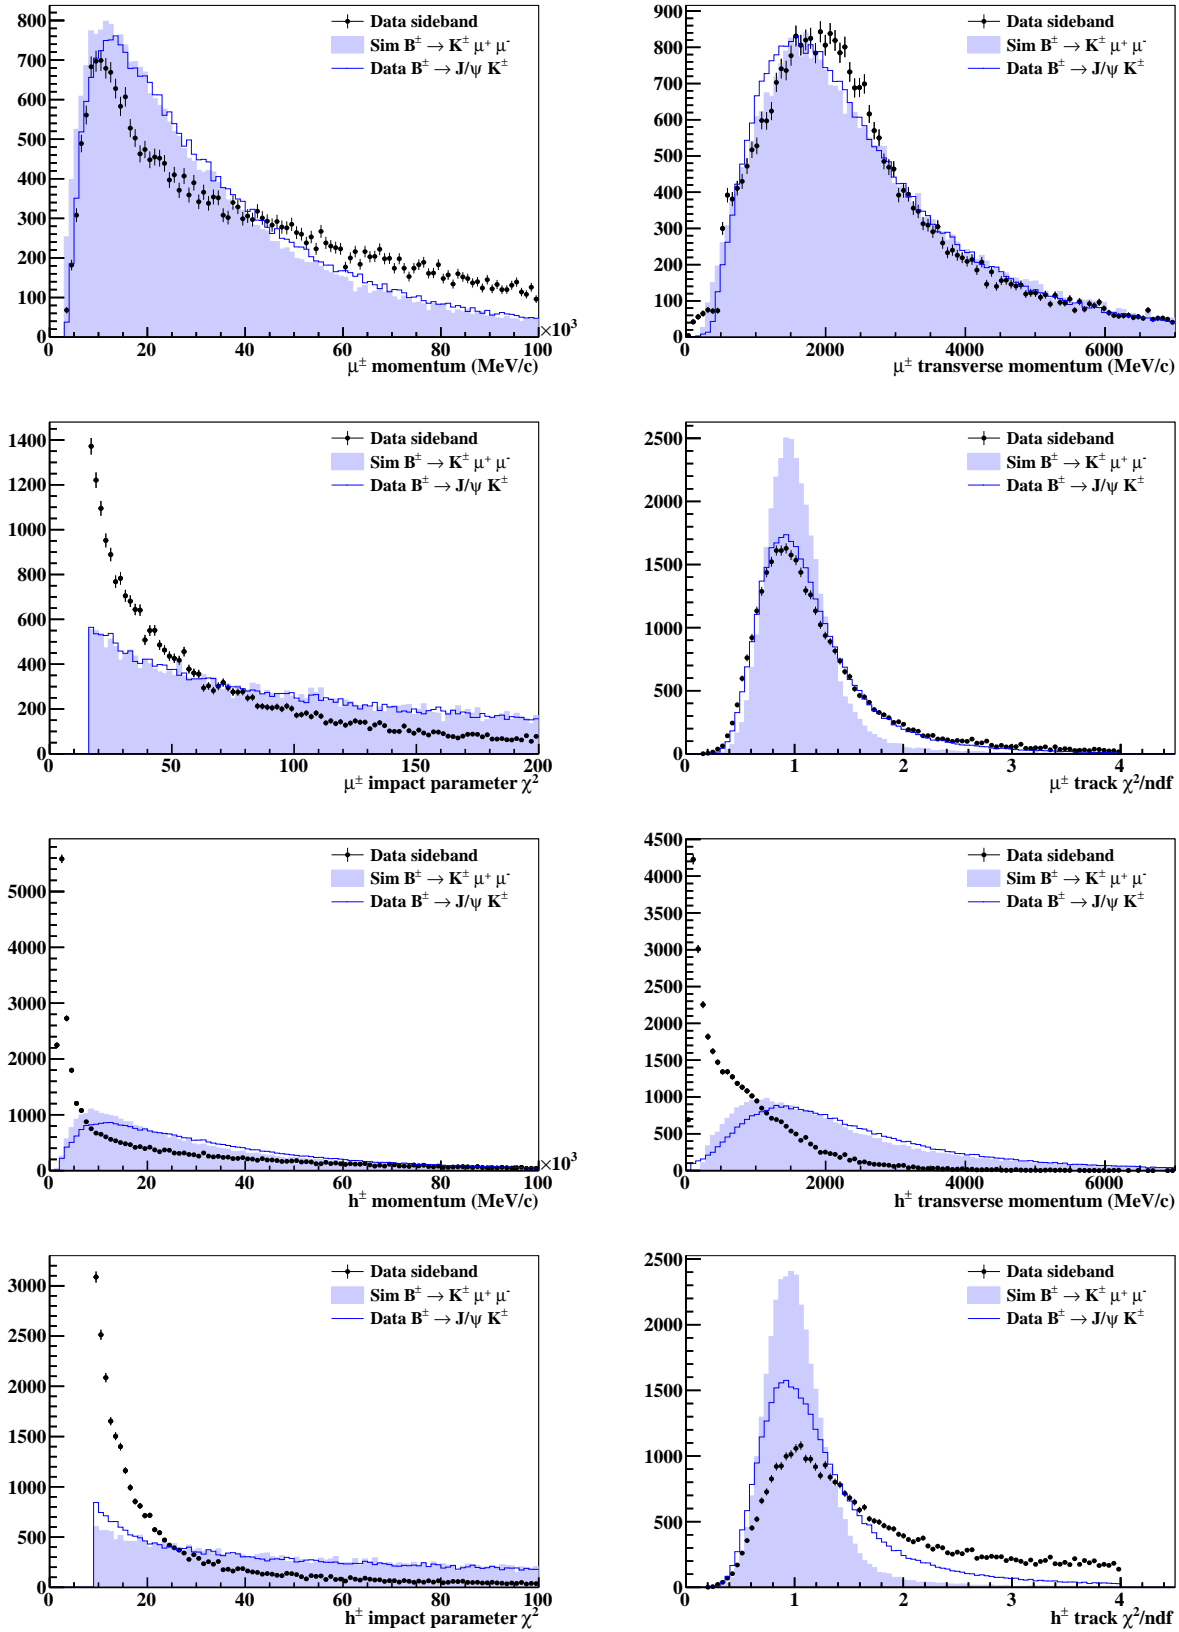 800
700
600
500
400
300
200
100
0
0 20 40 60 80 100
×10³
μ± momentum (MeV/c)
Data sideband
Sim B± → K± μ+ μ-
Data B± → J/ψ K±
900
800
700
600
500
400
300
200
100
0
0 2000 4000 6000
μ± transverse momentum (MeV/c)
Data sideband
Sim B± → K± μ+ μ-
Data B± → J/ψ K±
1400
1200
1000
800
600
400
200
0
0 50 100 150 200
μ± impact parameter χ²
Data sideband
Sim B± → K± μ+ μ-
Data B± → J/ψ K±
2500
2000
1500
1000
500
0
0 1 2 3 4
μ± track χ²/ndf
Data sideband
Sim B± → K± μ+ μ-
Data B± → J/ψ K±
5000
4000
3000
2000
1000
0
0 20 40 60 80 100
×10³
h± momentum (MeV/c)
Data sideband
Sim B± → K± μ+ μ-
Data B± → J/ψ K±
4500
4000
3500
3000
2500
2000
1500
1000
500
0
0 2000 4000 6000
h± transverse momentum (MeV/c)
Data sideband
Sim B± → K± μ+ μ-
Data B± → J/ψ K±
3000
2500
2000
1500
1000
500
0
0 20 40 60 80 100
h± impact parameter χ²
Data sideband
Sim B± → K± μ+ μ-
Data B± → J/ψ K±
2500
2000
1500
1000
500
0
0 1 2 3 4
h± track χ²/ndf
Data sideband
Sim B± → K± μ+ μ-
Data B± → J/ψ K±